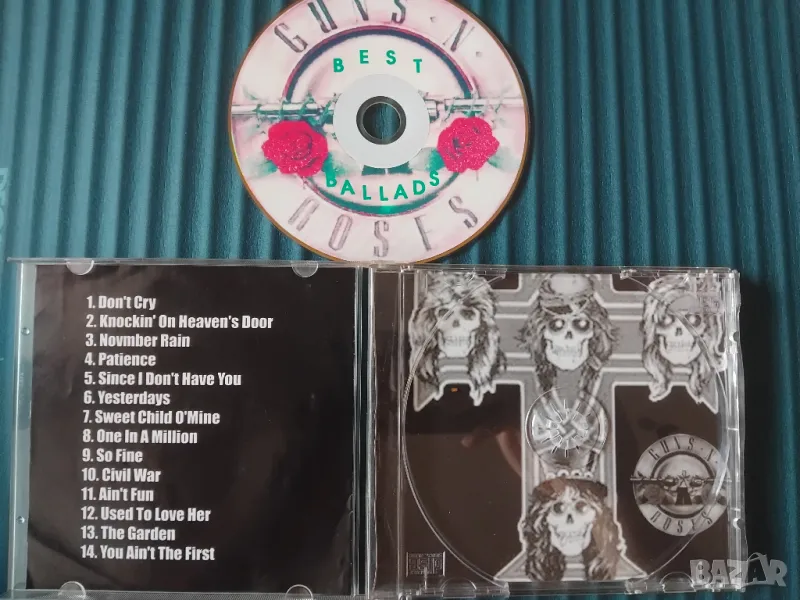 GUNS N'
BEST
BALLADS
ROSES
1. Don't Cry
2. Knockin' On Heaven's Door
3. Novmber Rain
4. Patience
5. Since I Don't Have You
6. Yesterdays
7. Sweet Child O'Mine
8. One In A Million
9. So Fine
10. Civil War
11. Ain't Fun
12. Used To Love Her
13. The Garden
14. You Ain't The First
GUNS N'
ROSES
BAZAR